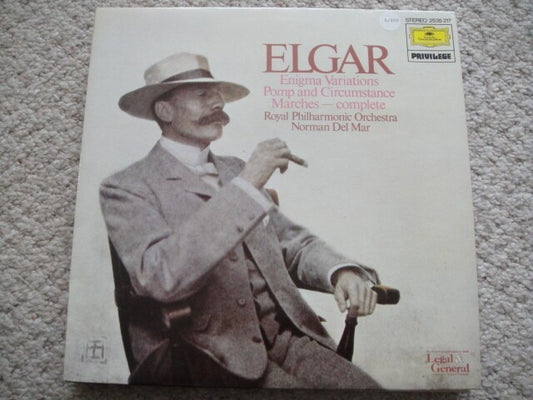 STEREO 2535 217
PRIVILEGE
ELGAR
Enigma Variations
Pomp and Circumstance
Marches — complete
Royal Philharmonic Orchestra
Norman Del Mar
Legal &
General